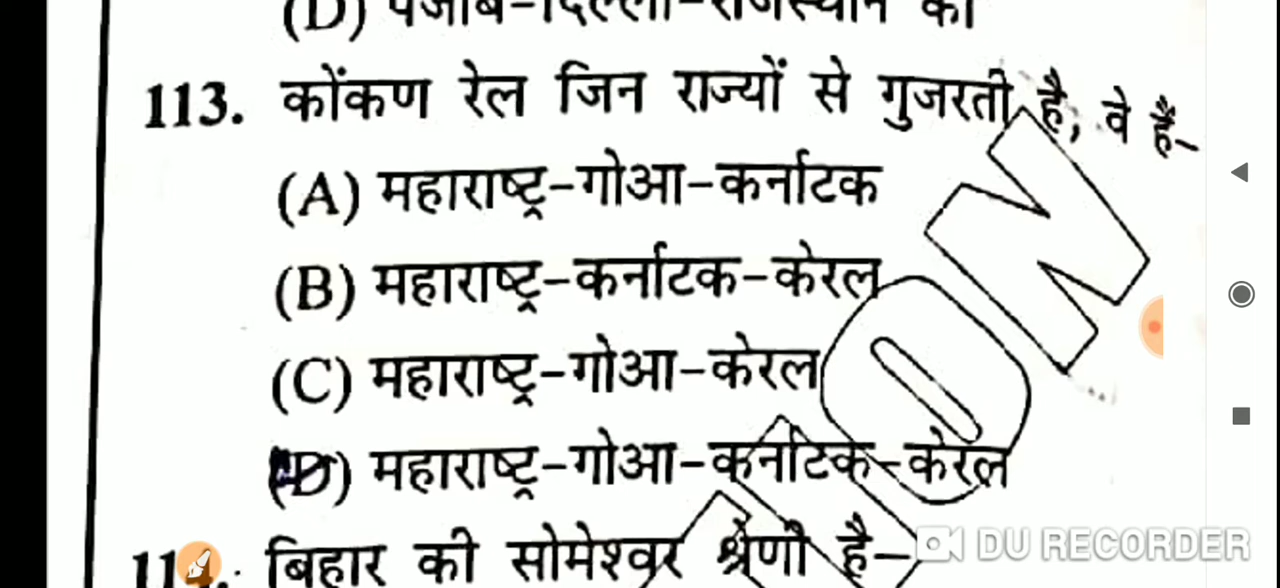 (D) पंजाब-दिल्ली-राजस्थान की
113. कोंकण रेल जिन राज्यों से गुजरती है, वे हैं-
(A) महाराष्ट्र-गोआ-कर्नाटक
(B) महाराष्ट्र-कर्नाटक-केरल
(C) महाराष्ट्र-गोआ-केरल
(D) महाराष्ट्र-गोआ-कर्नाटक-केरल
बिहार की सोमेश्वर श्रेणी है-
DU RECORDER